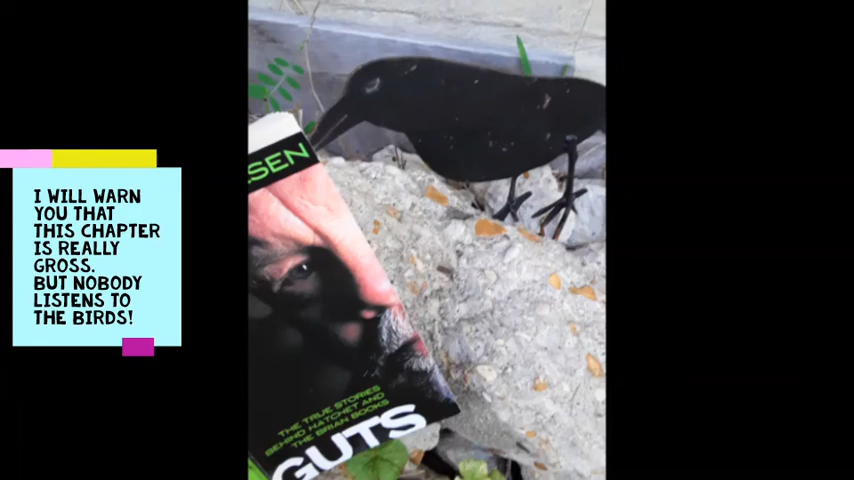 I WILL WARN
YOU THAT
THIS CHAPTER
IS REALLY
GROSS.
BUT NOBODY
LISTENS TO
THE BIRDS!
SEN
THE TRUE STORIES
BEHIND HATCHET AND
THE BRIAN BOOKS
GUTS